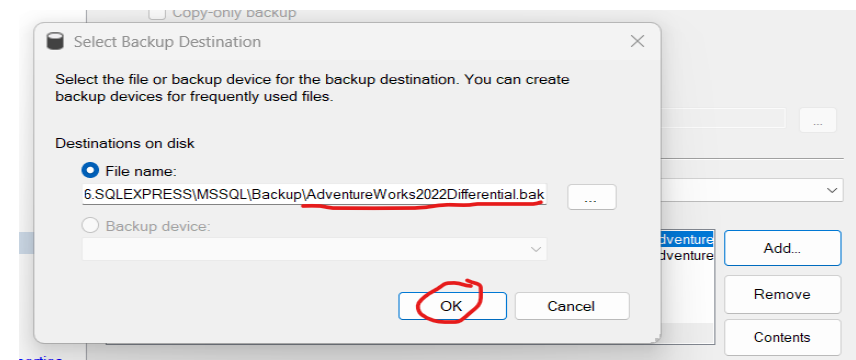 Copy-only backup
Select Backup Destination
Select the file or backup device for the backup destination. You can create
backup devices for frequently used files.
...
Destinations on disk
File name:
6.SQLEXPRESS\MSSQL\Backup\AdventureWorks2022Differential.bak
...
Backup device:
dventure
dventure
Add...
OK
Cancel
Remove
Contents